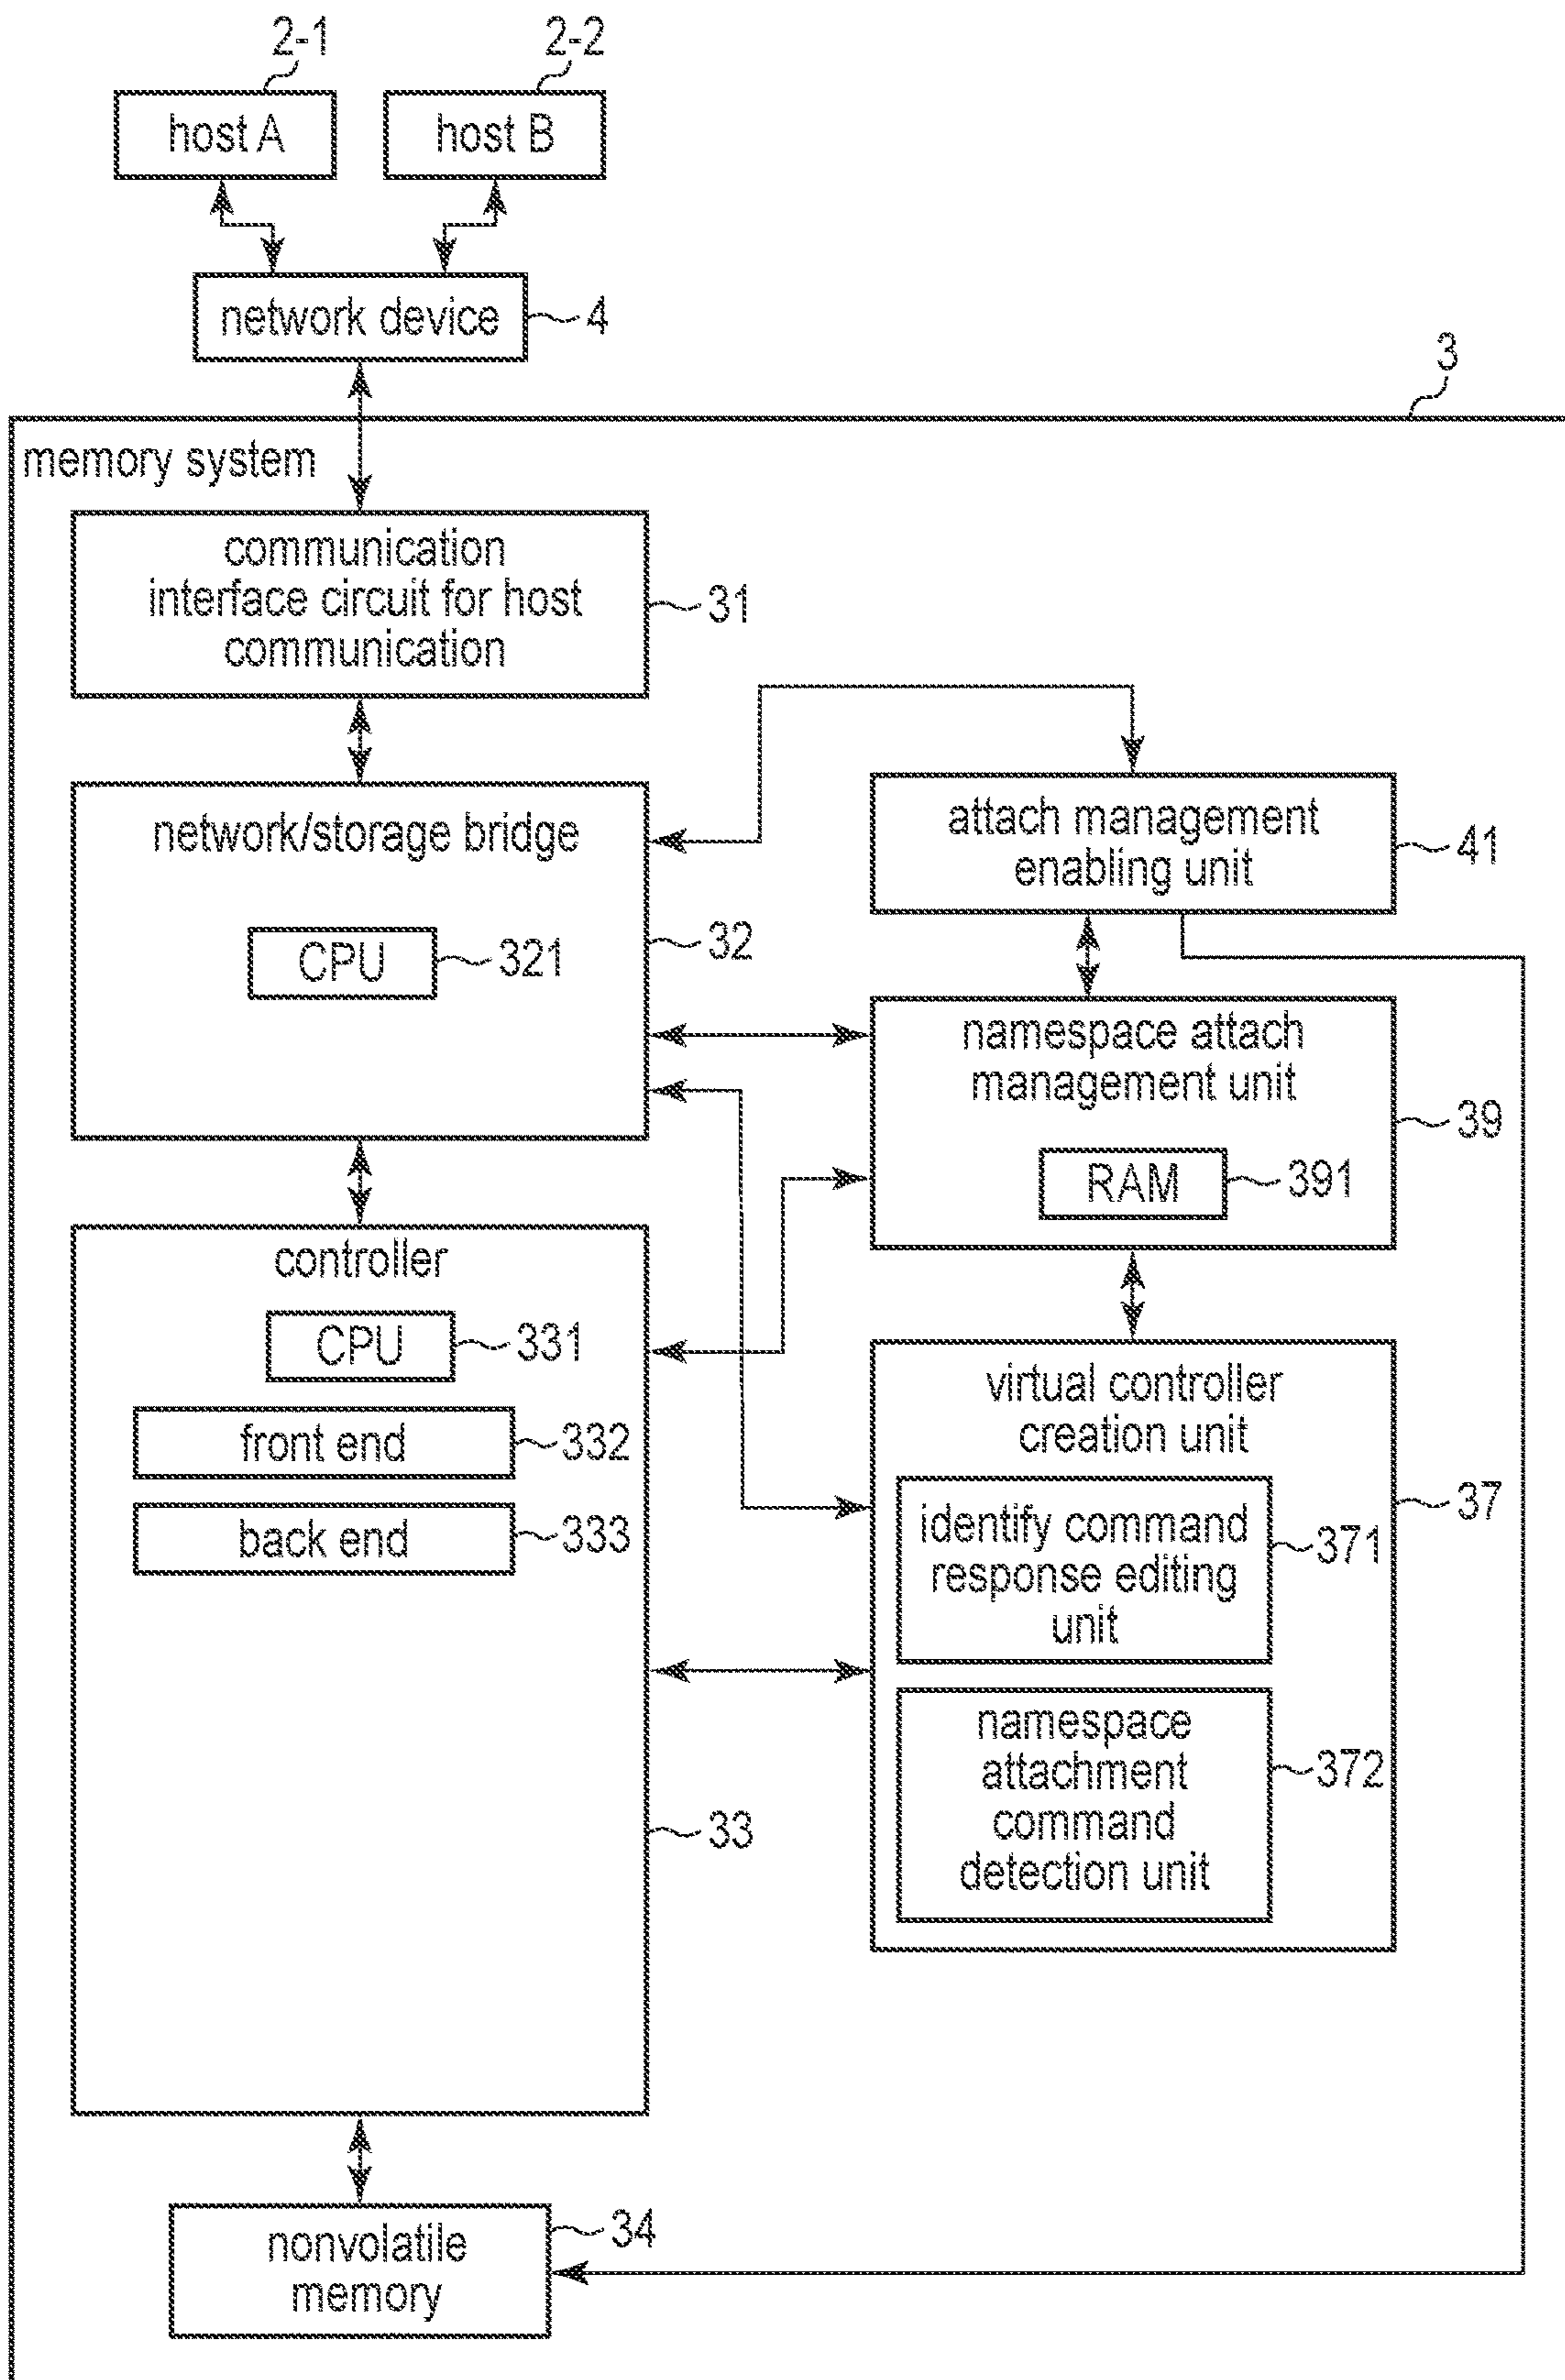 2-1
2-2
host A
host B
network device
4
3
memory system
communication
interface circuit for host
communication
31
network/storage bridge
CPU
321
32
attach management
enabling unit
41
namespace attach
management unit
RAM
391
39
controller
CPU
331
front end
332
back end
333
33
virtual controller
creation unit
37
identify command
response editing
unit
371
namespace
attachment
command
detection unit
372
nonvolatile
memory
34